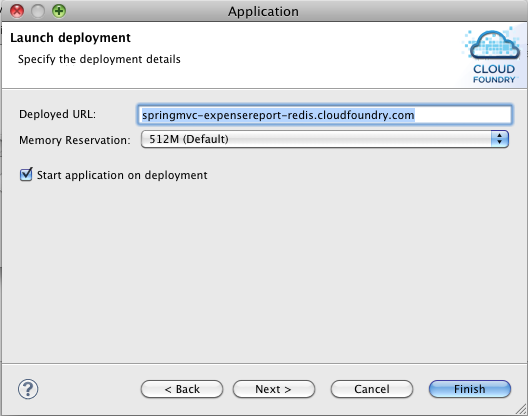 Application
Launch deployment
Specify the deployment details
CLOUD
FOUNDRY
Deployed URL: springmvc-expensereport-redis.cloudfoundry.com
Memory Reservation: 512M (Default)
Start application on deployment
? < Back Next > Cancel Finish